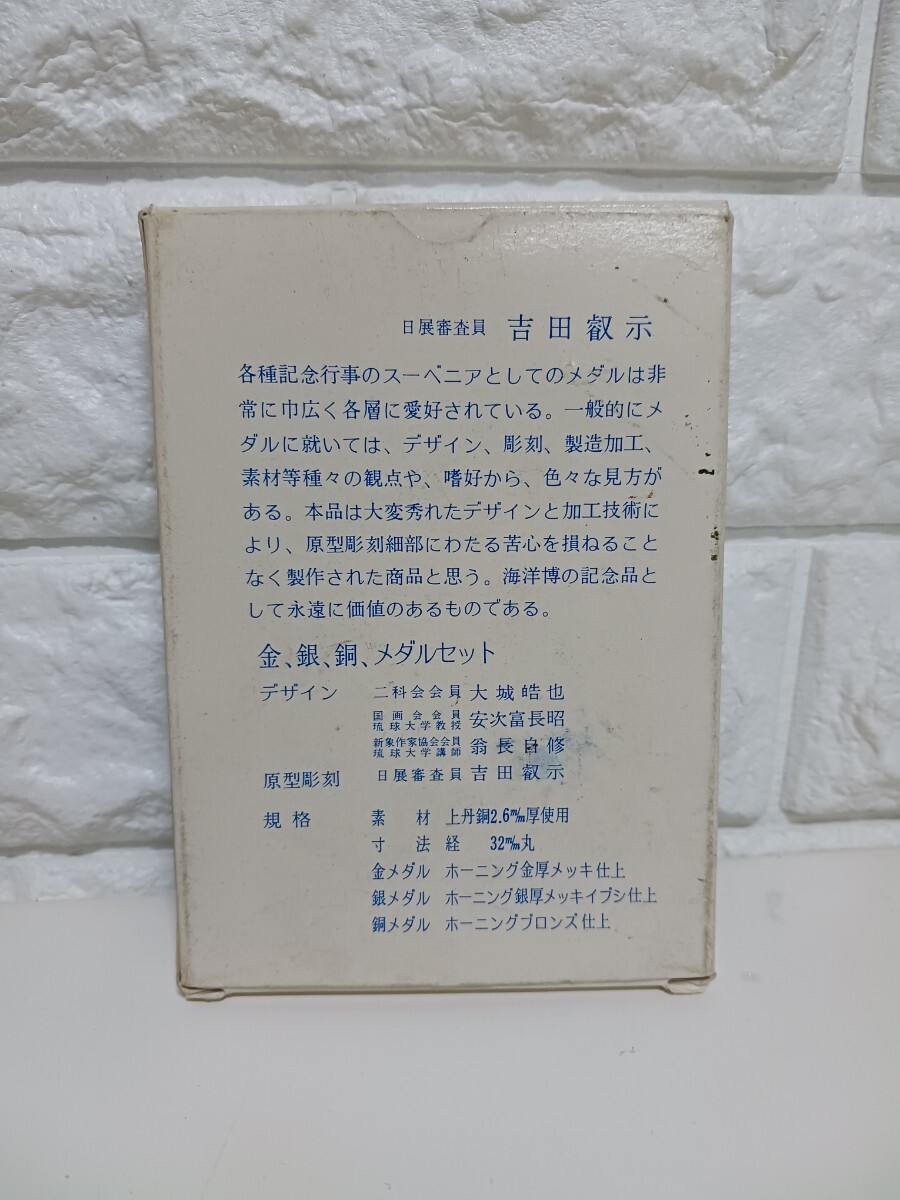 日展審査員 吉田叡示
各種記念行事のスーベニアとしてのメダルは非
常に巾広く各層に愛好されている。一般的にメ
ダルに就いては、デザイン、彫刻、製造加工、
素材等種々の観点や、嗜好から、色々な見方が
ある。本品は大変秀れたデザインと加工技術に
より、原型彫刻細部にわたる苦心を損ねること
なく製作された商品と思う。海洋博の記念品と
して永遠に価値のあるものである。
金、銀、銅、メダルセット
デザイン 二科会会員 大城皓也
国画会会員 琉球大学教授 安次富長昭
新象作家協会会員 琉球大学講師 翁長自修
原型彫刻 日展審査員 吉田叡示
規格 素材 上丹銅2.6m/m厚使用
寸法経 32m/m丸
金メダル ホーニング金厚メッキ仕上
銀メダル ホーニング銀厚メッキイブシ仕上
銅メダル ホーニングブロンズ仕上